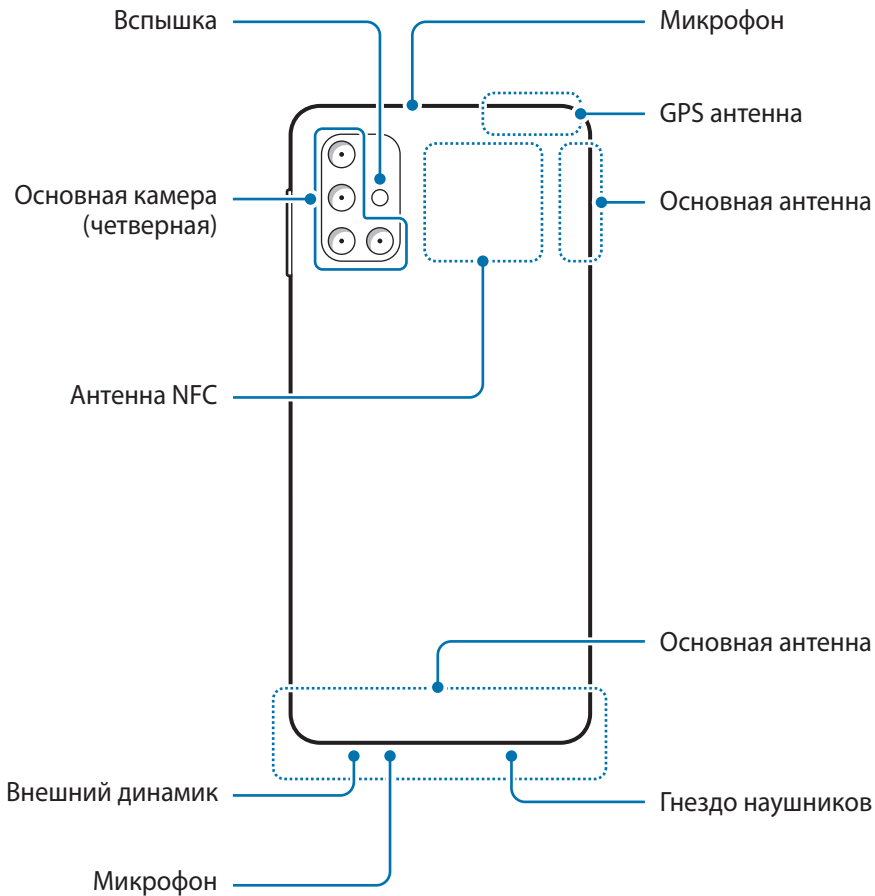 Вспышка
Микрофон
GPS антенна
Основная камера
(четверная)
Основная антенна
Антенна NFC
Основная антенна
Внешний динамик
Гнездо наушников
Микрофон